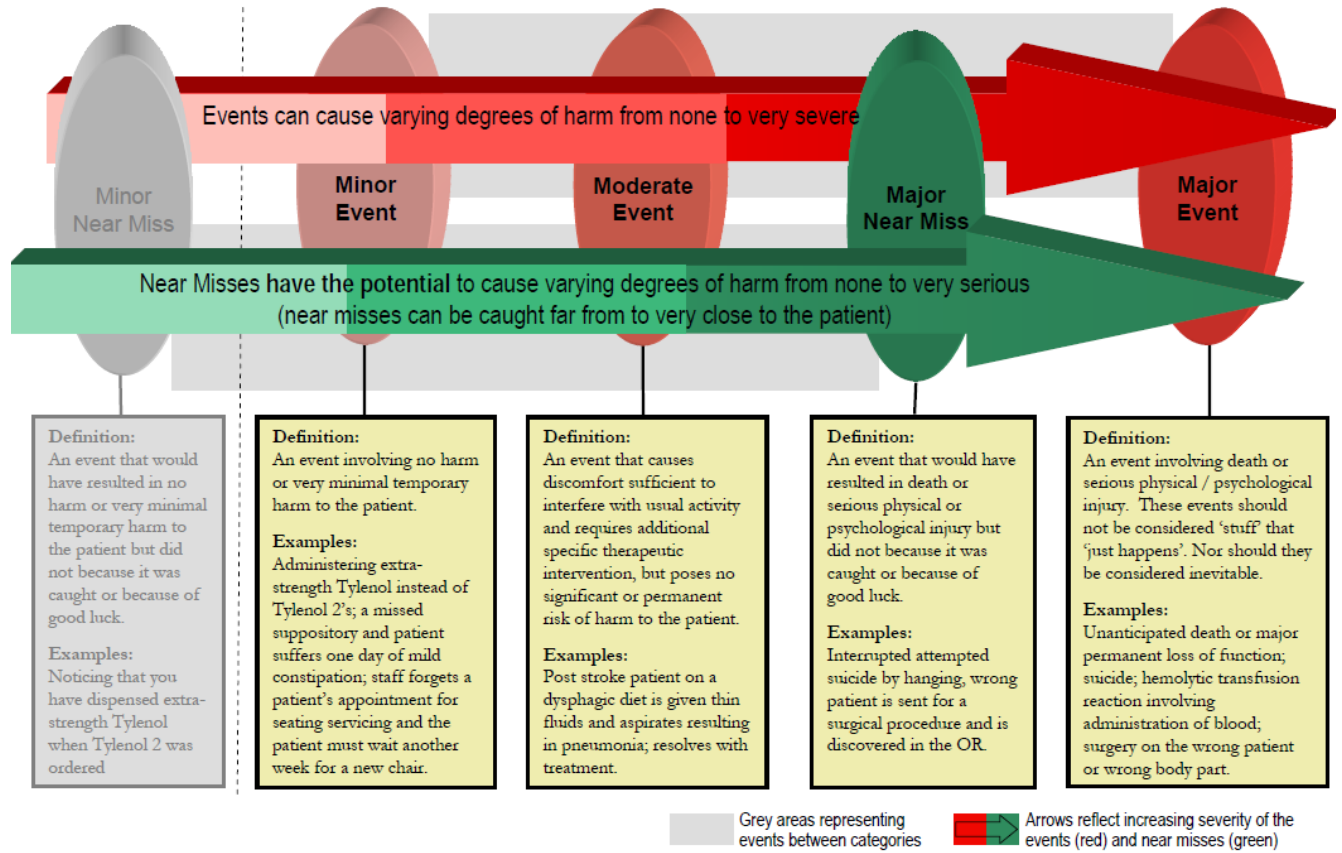 Events can cause varying degrees of harm from none to very severe
Minor
Near Miss
Minor
Event
Moderate
Event
Major
Near Miss
Major
Event
Near Misses have the potential to cause varying degrees of harm from none to very serious
(near misses can be caught far from to very close to the patient)
Definition:
An event that would
have resulted in no
harm or very minimal
temporary harm to
the patient but did
not because it was
caught or because of
good luck.
Examples:
Noticing that you
have dispensed extra-
strength Tylenol
when Tylenol 2 was
ordered
Definition:
An event involving no harm
or very minimal temporary
harm to the patient.
Examples:
Administering extra-
strength Tylenol instead of
Tylenol 2's; a missed
suppository and patient
suffers one day of mild
constipation; staff forgets a
patient's appointment for
seating servicing and the
patient must wait another
week for a new chair.
Definition:
An event that causes
discomfort sufficient to
interfere with usual activity
and requires additional
specific therapeutic
intervention, but poses no
significant or permanent
risk of harm to the patient.
Examples:
Post stroke patient on a
dysphagic diet is given thin
fluids and aspirates resulting
in pneumonia; resolves with
treatment.
Definition:
An event that would have
resulted in death or
serious physical or
psychological injury but
did not because it was
caught or because of
good luck.
Examples:
Interrupted attempted
suicide by hanging, wrong
patient is sent for a
surgical procedure and is
discovered in the OR.
Definition:
An event involving death or
serious physical / psychological
injury.  These events should
not be considered 'stuff' that
'just happens'. Nor should they
be considered inevitable.
Examples:
Unanticipated death or major
permanent loss of function;
suicide; hemolytic transfusion
reaction involving
administration of blood;
surgery on the wrong patient
or wrong body part.
Grey areas representing
events between categories
Arrows reflect increasing severity of the
events (red) and near misses (green)